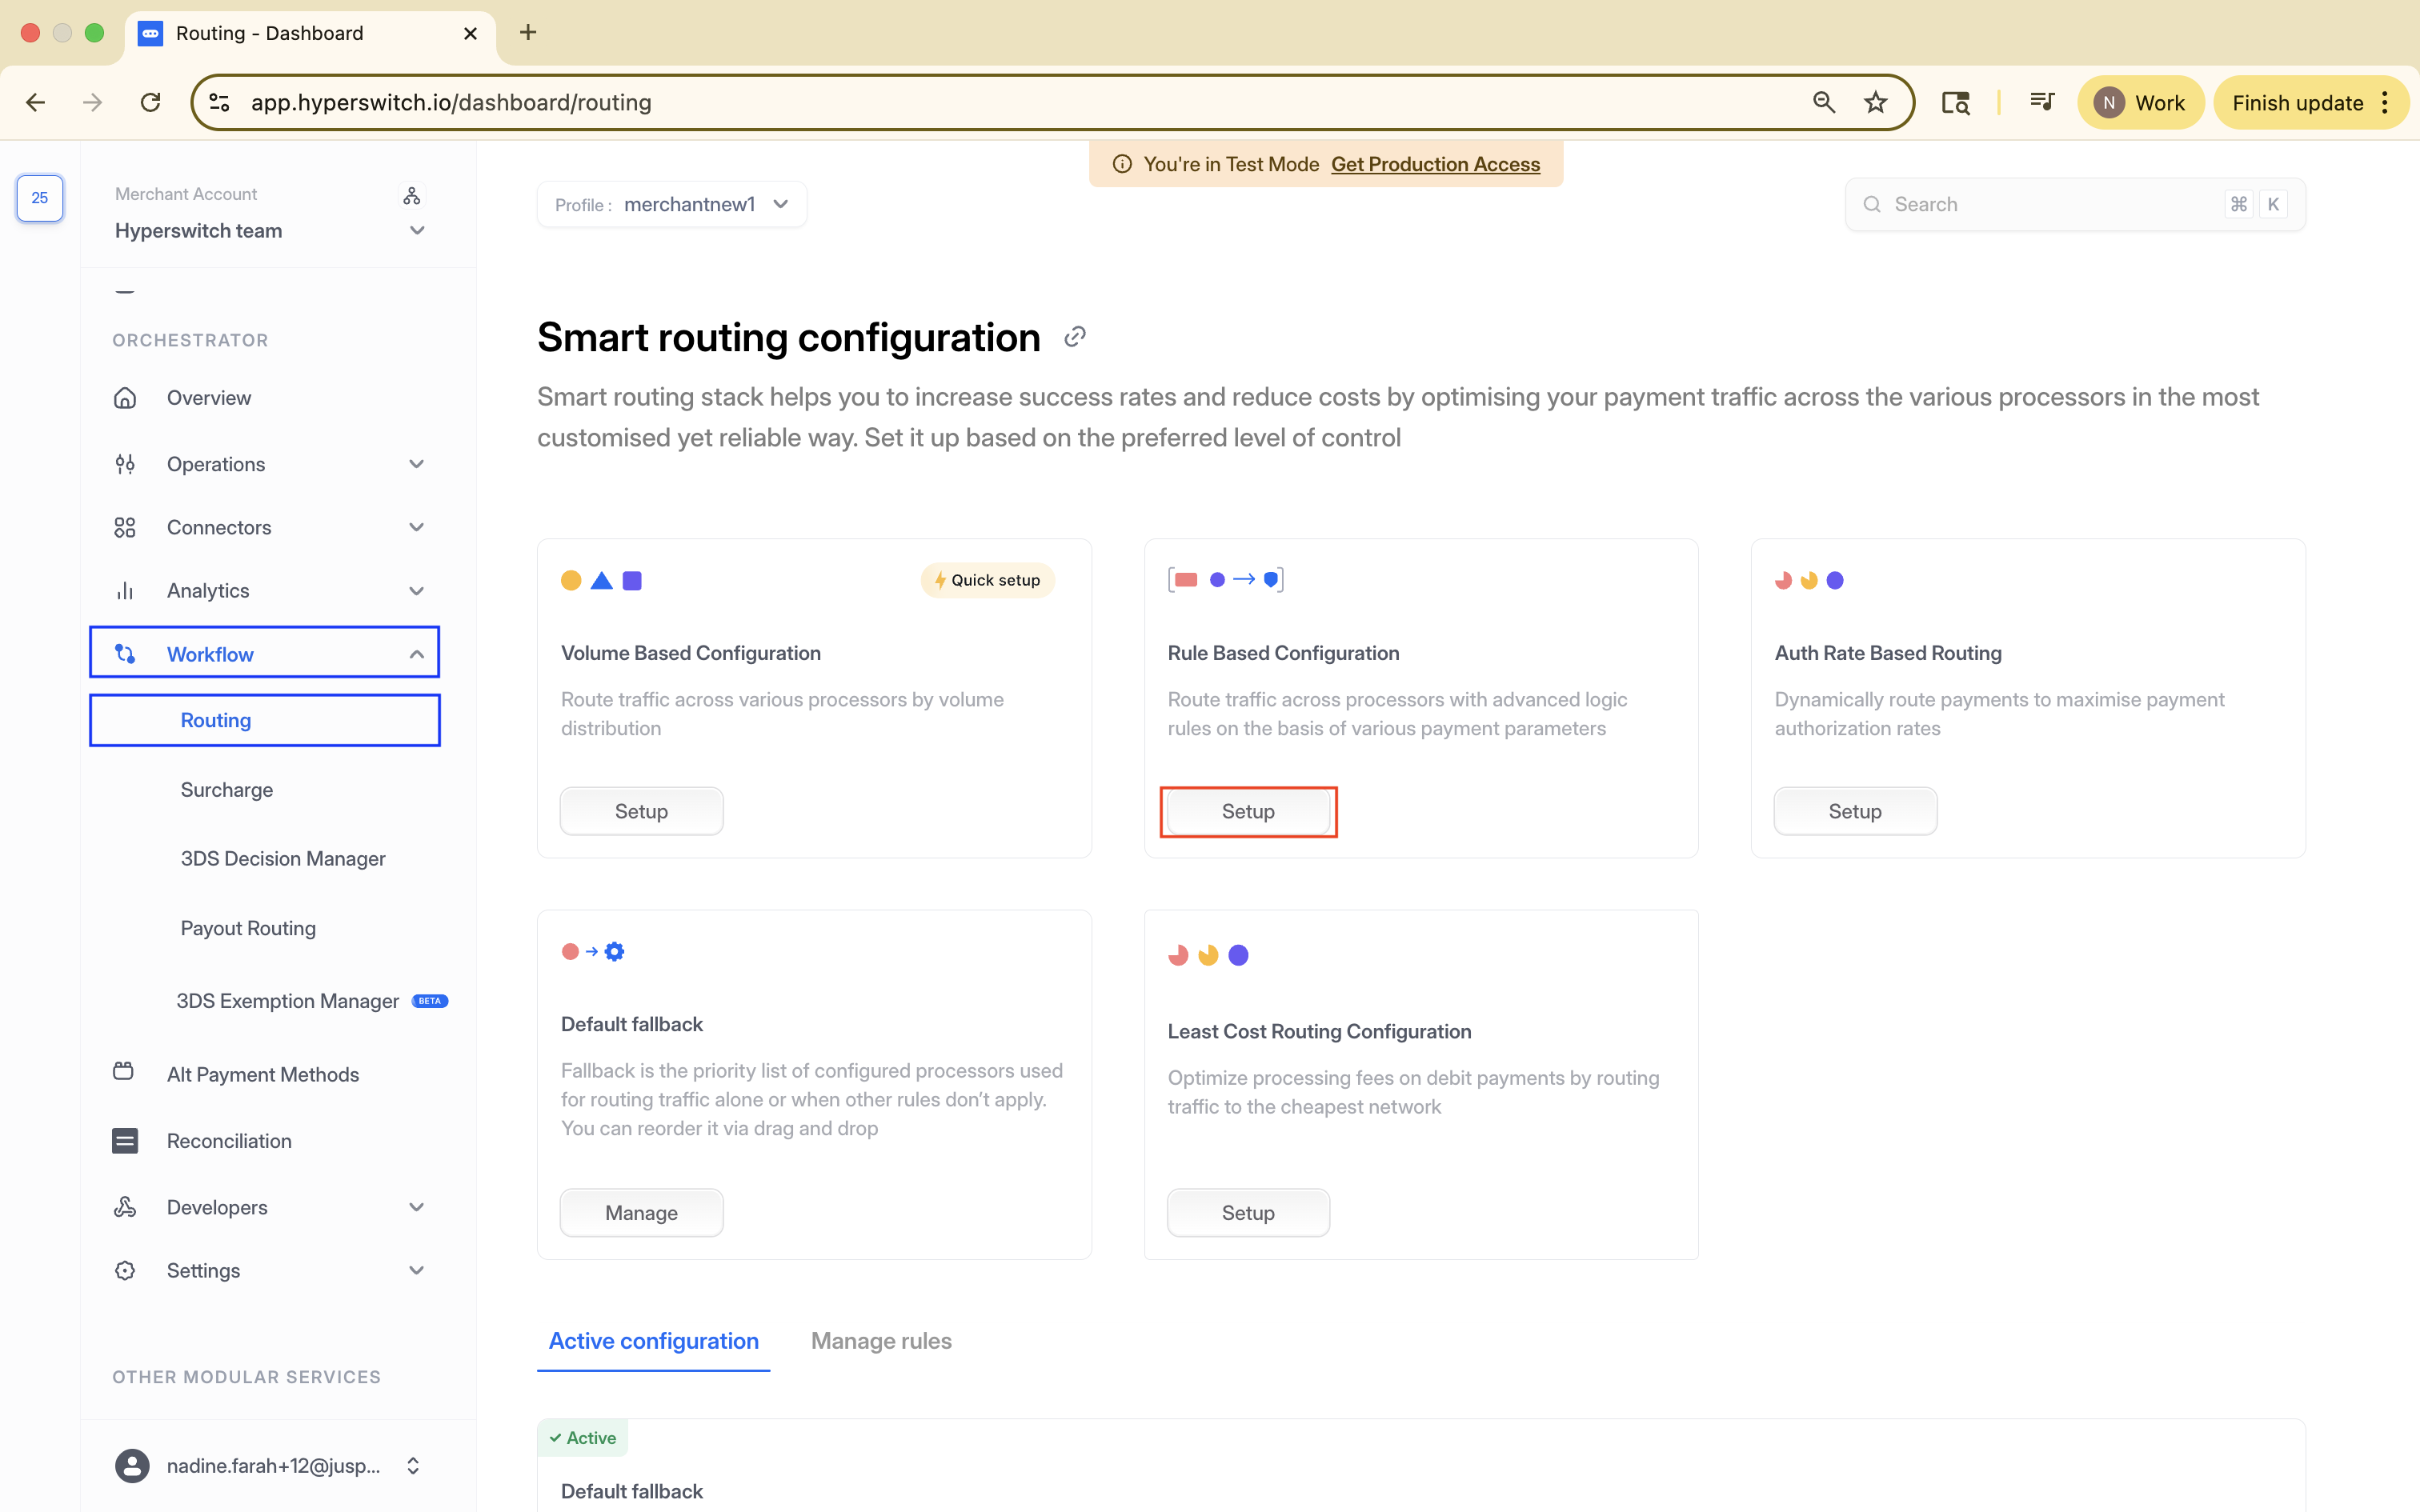 Routing - Dashboard
app.hyperswitch.io/dashboard/routing
N Work
Finish update
25
Merchant Account
Hyperswitch team
Profile : merchantnew1
You're in Test Mode Get Production Access
Search ⌘ K
ORCHESTRATOR
Overview
Operations
Connectors
Analytics
Workflow
Routing
Surcharge
3DS Decision Manager
Payout Routing
3DS Exemption Manager BETA
Alt Payment Methods
Reconciliation
Developers
Settings
OTHER MODULAR SERVICES
nadine.farah+12@jusp...
Smart routing configuration
Smart routing stack helps you to increase success rates and reduce costs by optimising your payment traffic across the various processors in the most
customised yet reliable way. Set it up based on the preferred level of control
Quick setup
Volume Based Configuration
Route traffic across various processors by volume
distribution
Setup
Rule Based Configuration
Route traffic across processors with advanced logic
rules on the basis of various payment parameters
Setup
Auth Rate Based Routing
Dynamically route payments to maximise payment
authorization rates
Setup
Default fallback
Fallback is the priority list of configured processors used
for routing traffic alone or when other rules don’t apply.
You can reorder it via drag and drop
Manage
Least Cost Routing Configuration
Optimize processing fees on debit payments by routing
traffic to the cheapest network
Setup
Active configuration
Manage rules
Active
Default fallback